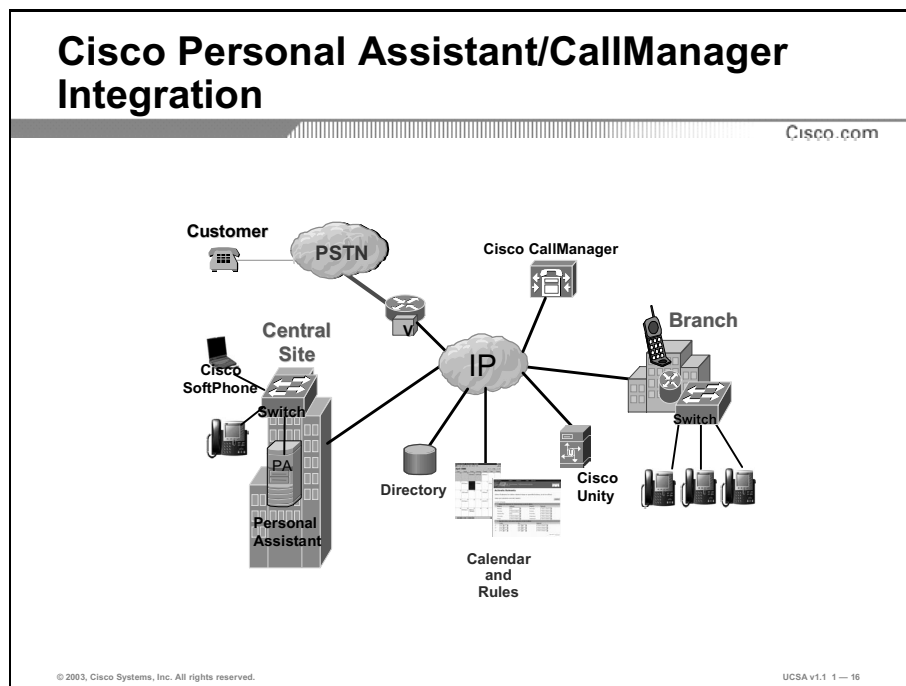 Cisco Personal Assistant/CallManager
Integration
Cisco.com
Customer
PSTN
Cisco CallManager
V
Central
Site
Branch
IP
Cisco
SoftPhone
Switch
Switch
PA
Directory
Cisco
Unity
Personal
Assistant
Calendar
and
Rules
© 2003, Cisco Systems, Inc. All rights reserved.
UCSA v1.1 1 — 16